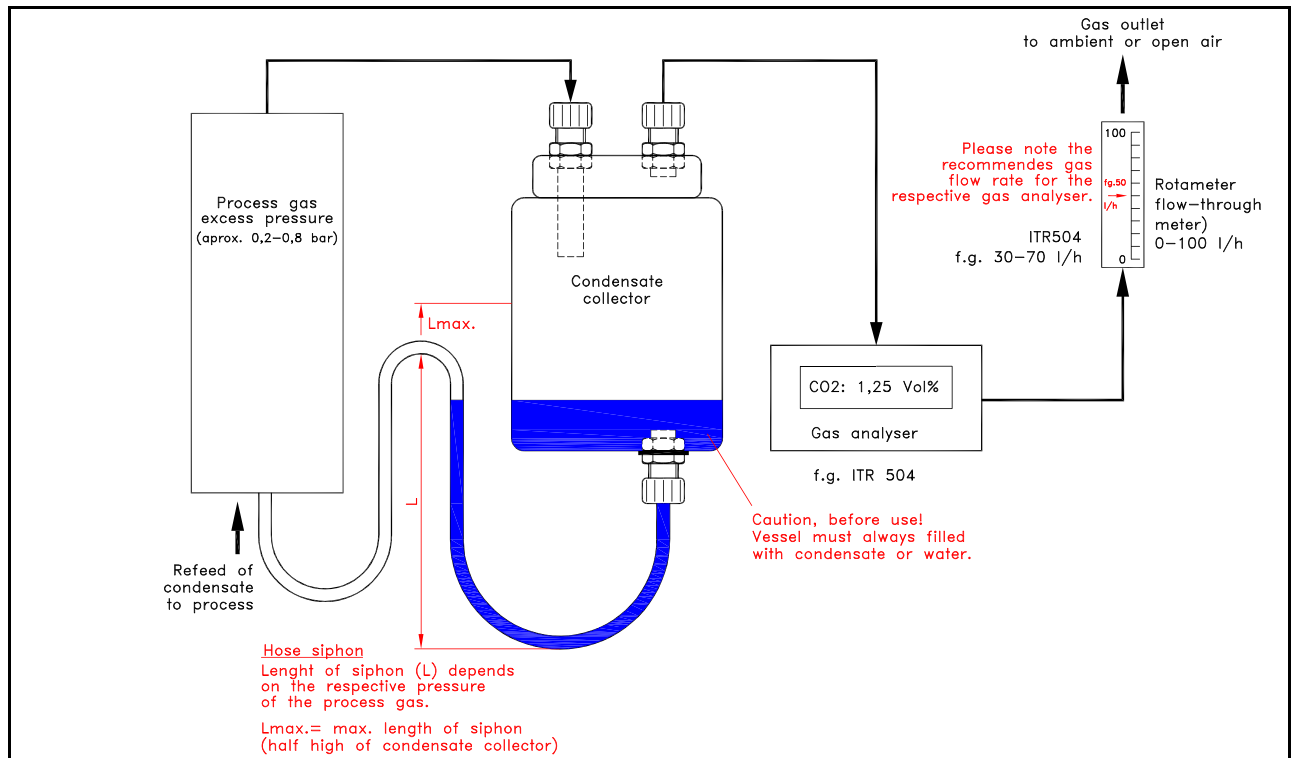 Gas outlet
to ambient or open air
Process gas
excess pressure
(aprox. 0,2-0,8 bar)
Please note the
recommendes gas
flow rate for the
respective gas analyser.
100
fg.50
l/h
0
Rotameter
flow-through
meter)
0-100 l/h
ITR504
f.g. 30-70 l/h
Condensate
collector
Lmax.
L
CO2: 1,25 Vol%
Gas analyser
f.g. ITR 504
Caution, before use!
Vessel must always filled
with condensate or water.
Refeed of
condensate
to process
Hose siphon
Lenght of siphon (L) depends
on the respective pressure
of the process gas.
Lmax.= max. length of siphon
(half high of condensate collector)